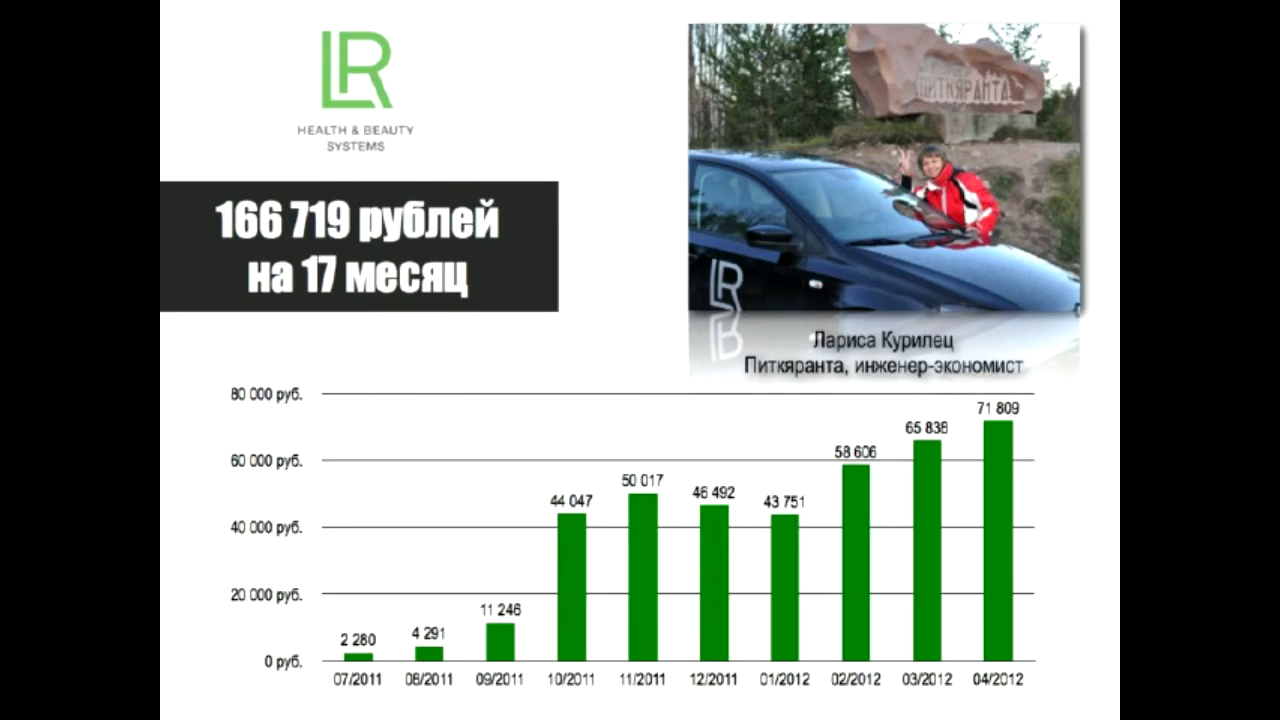 LR
HEALTH & BEAUTY
SYSTEMS
166 719 рублей
на 17 месяц
ПИТКЯРАНТА
LR
Лариса Курилец
Питкяранта, инженер-экономист
80 000 руб.
60 000 руб.
40 000 руб.
20 000 руб.
0 руб.
2 280
4 291
11 246
44 047
50 017
46 492
43 751
58 606
65 838
71 809
07/2011
08/2011
09/2011
10/2011
11/2011
12/2011
01/2012
02/2012
03/2012
04/2012